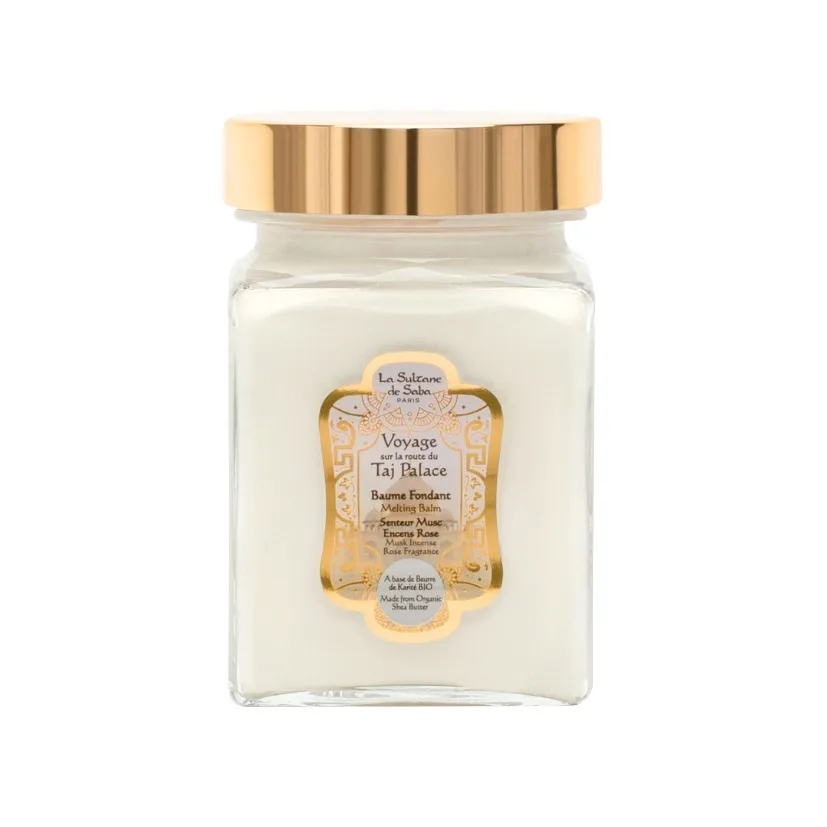 La Sultane
de Saba
PARIS
Voyage
sur la route du
Taj Palace
Baume Fondant
Melting Balm
Senteur Musc
Encens Rose
Musk Incense
Rose Fragrance
A base de Beurre
de Karité BIO
Made from Organic
Shea Butter